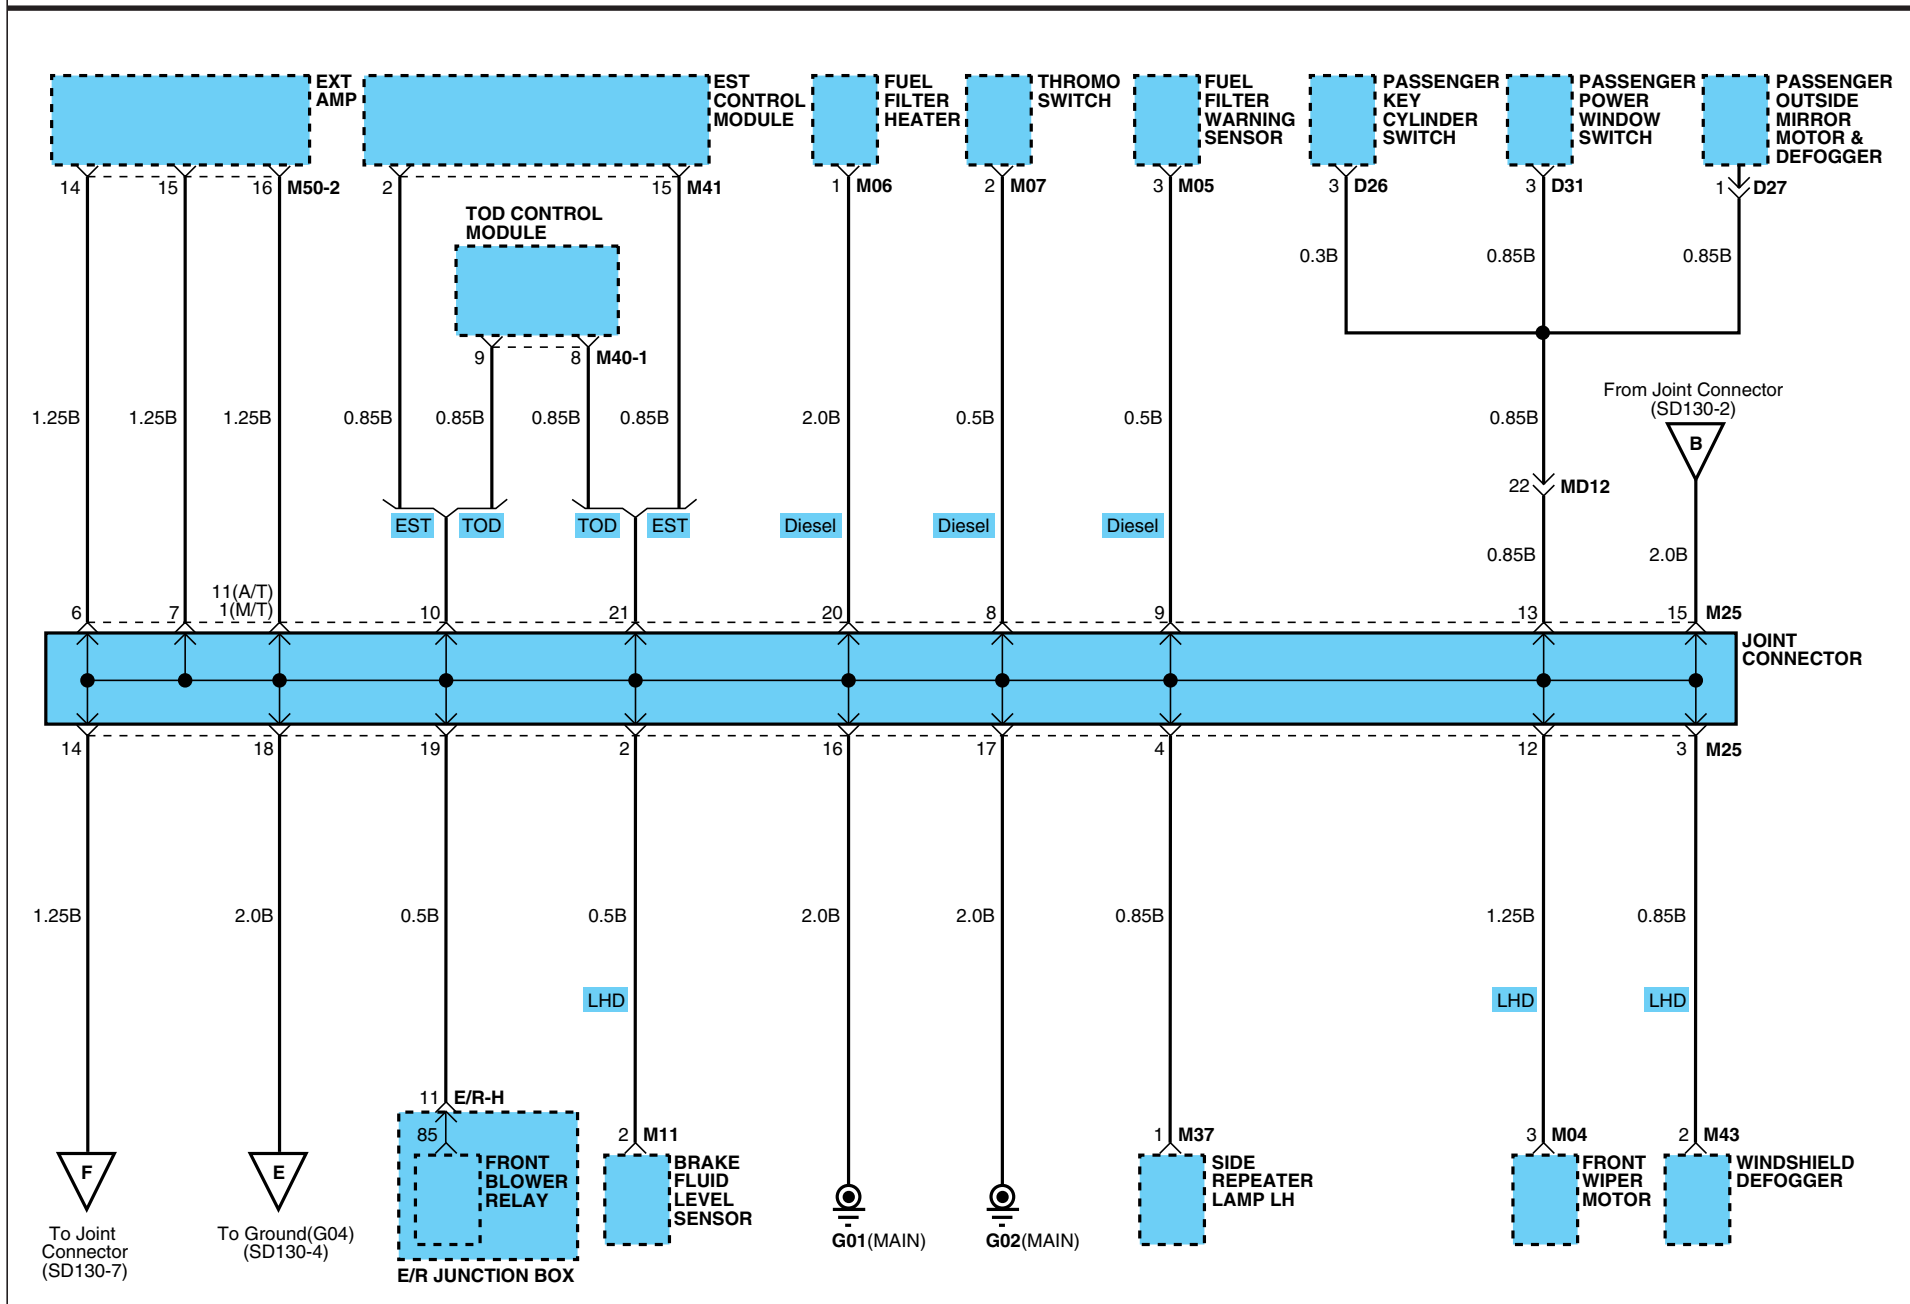 EXT
AMP
EST
CONTROL
MODULE
FUEL
FILTER
HEATER
THROMO
SWITCH
FUEL
FILTER
WARNING
SENSOR
PASSENGER
KEY
CYLINDER
SWITCH
PASSENGER
POWER
WINDOW
SWITCH
PASSENGER
OUTSIDE
MIRROR
MOTOR &
DEFOGGER
14 15 16 M50-2 2 15 M41 1 M06 2 M07 3 M05 3 D26 3 D31 1 D27
TOD CONTROL
MODULE
0.3B 0.85B 0.85B
9 8 M40-1
From Joint Connector
(SD130-2)
B
1.25B 1.25B 1.25B 0.85B 0.85B 0.85B 0.85B 2.0B 0.5B 0.5B 0.85B
22 MD12
EST TOD TOD EST Diesel Diesel Diesel
0.85B 2.0B
11(A/T)
1(M/T)
6 7 10 21 20 8 9 13 15 M25
JOINT
CONNECTOR
14 18 19 2 16 17 4 12 3 M25
1.25B 2.0B 0.5B 0.5B 2.0B 2.0B 0.85B 1.25B 0.85B
LHD LHD LHD
11 E/R-H
85
2 M11 1 M37 3 M04 2 M43
F
To Joint
Connector
(SD130-7)
E
To Ground(G04)
(SD130-4)
FRONT
BLOWER
RELAY
E/R JUNCTION BOX
BRAKE
FLUID
LEVEL
SENSOR
G01(MAIN)
G02(MAIN)
SIDE
REPEATER
LAMP LH
FRONT
WIPER
MOTOR
WINDSHIELD
DEFOGGER